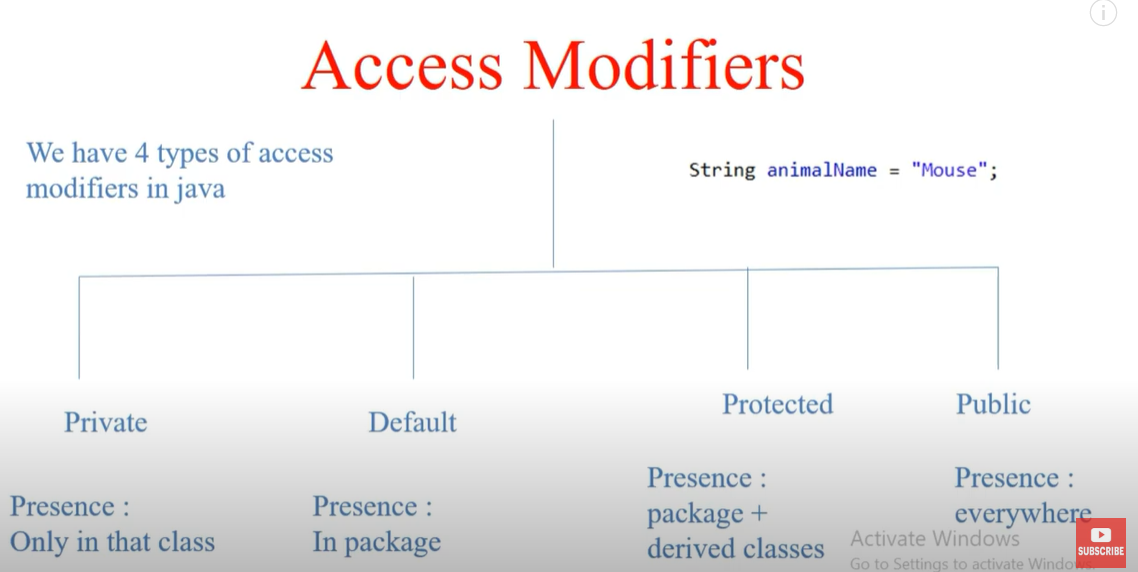 Access Modifiers
We have 4 types of access
modifiers in java
String animalName = "Mouse";
Private
Default
Protected
Public
Presence :
Only in that class
Presence :
In package
Presence :
package +
derived classes
Presence :
everywhere
Activate Windows
Go to Settings to activate Windows.
SUBSCRIBE